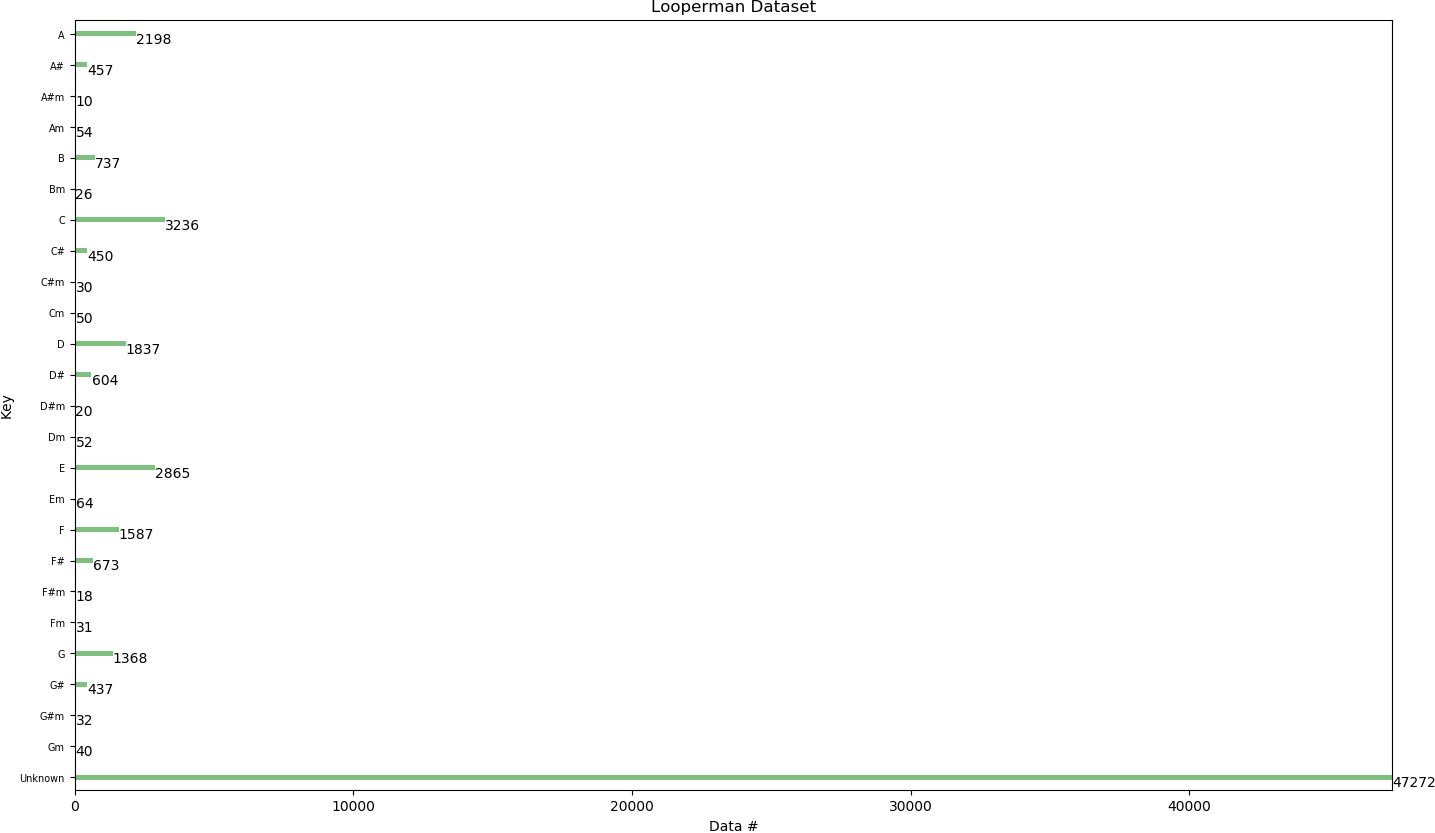 Looperman Dataset
A 2198
A# 457
A#m 10
Am 54
B 737
Bm 26
C 3236
C# 450
C#m 30
Cm 50
D 1837
D# 604
Key
D#m 20
Dm 52
E 2865
Em 64
F 1587
F# 673
F#m 18
Fm 31
G 1368
G# 437
G#m 32
Gm 40
Unknown 47272
0 10000 20000 30000 40000
Data #